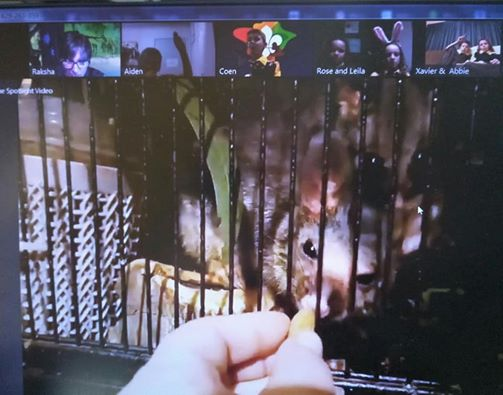 Raksha
Aiden
Coen
Rose and Leila
Xavier & Abbie
Spotlight Video